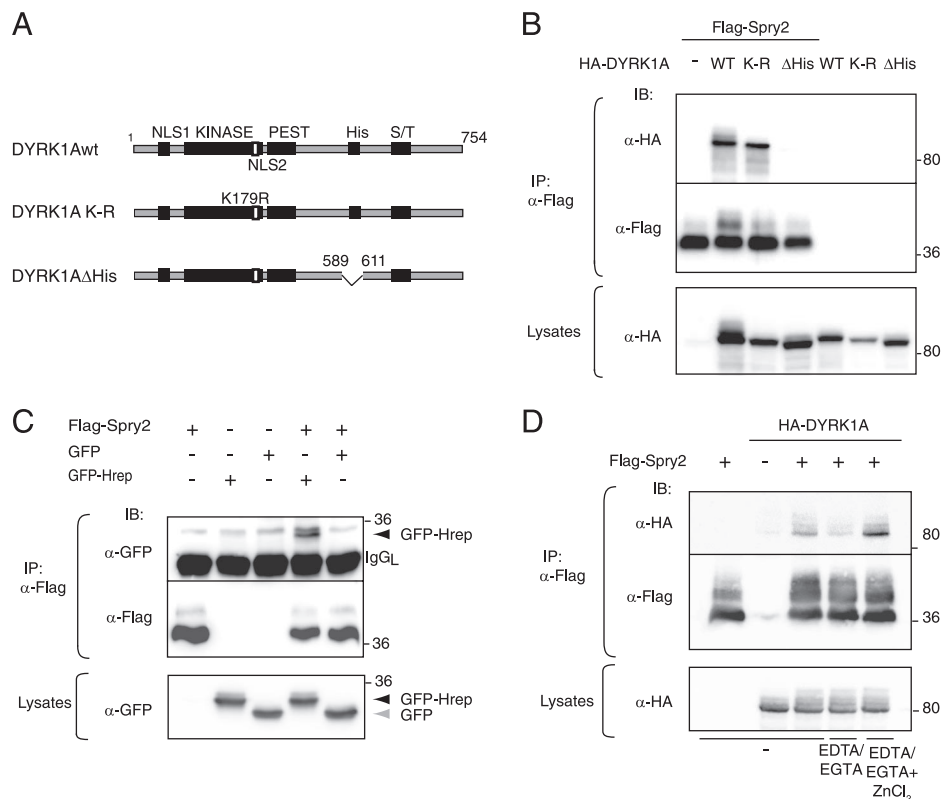 A
1 NLS1 KINASE PEST His S/T 754
DYRK1Awt
NLS2
K179R
DYRK1A K-R
589 611
DYRK1AΔHis
B
Flag-Spry2
HA-DYRK1A - WT K-R ΔHis WT K-R ΔHis
IB:
α-HA
80
IP:
α-Flag
α-Flag
36
Lysates α-HA
80
C
Flag-Spry2 + - - + +
GFP - - + - +
GFP-Hrep - + - + -
IB:
36
α-GFP GFP-Hrep
IgGL
IP:
α-Flag
α-Flag
36
36
Lysates α-GFP GFP-Hrep
GFP
D
HA-DYRK1A
Flag-Spry2 + - + + +
IB:
α-HA
80
IP:
α-Flag
α-Flag
36
Lysates α-HA
80
- EDTA/ EGTA EDTA/ EGTA+ ZnCl2